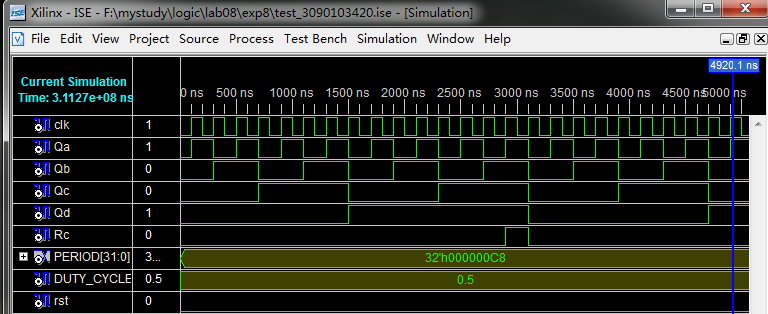 Xilinx - ISE - F:\mystudy\logic\lab08\exp8\test_3090103420.ise - [Simulation]
File Edit View Project Source Process Test Bench Simulation Window Help
4920.1 ns
Current Simulation
Time: 3.1127e+08 ns
0 ns 500 ns 1000 ns 1500 ns 2000 ns 2500 ns 3000 ns 3500 ns 4000 ns 4500 5000 ns
clk 1
Qa 1
Qb 0
Qc 0
Qd 1
Rc 0
PERIOD[31:0] 3... 32'h000000C8
DUTY_CYCLE 0.5 0.5
rst 0